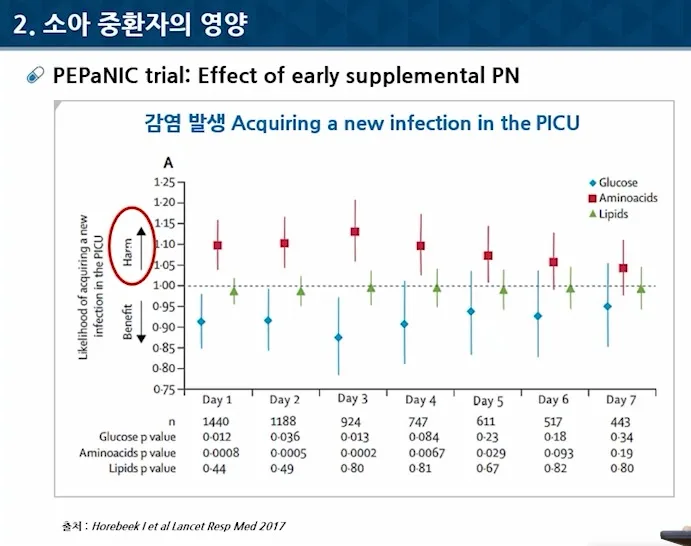 2. 소아 중환자의 영양
PEPaNIC trial: Effect of early supplemental PN
감염 발생 Acquiring a new infection in the PICU
A
Likelihood of acquiring a new
infection in the PICU
Harm
Benefit
1·25
1·20
1·15
1·10
1·05
1·00
0·95
0·90
0·85
0·80
0·75
Glucose
Aminoacids
Lipids
Day 1 Day 2 Day 3 Day 4 Day 5 Day 6 Day 7
n 1440 1188 924 747 611 517 443
Glucose p value 0·012 0·036 0·013 0·084 0·23 0·18 0·34
Aminoacids p value 0·0008 0·0005 0·0002 0·0067 0·029 0·093 0·19
Lipids p value 0·44 0·49 0·80 0·81 0·67 0·82 0·80
출처 : Horebeek I et al Lancet Resp Med 2017